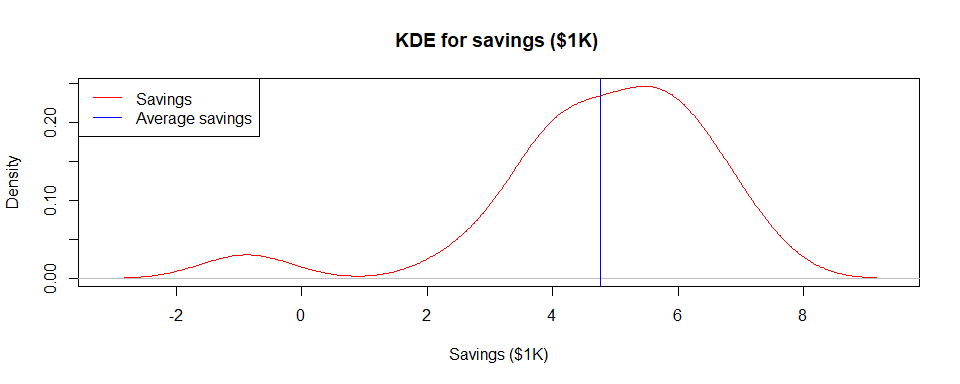 KDE for savings ($1K)
Savings
Average savings
Density
0.20
0.10
0.00
-2 0 2 4 6 8
Savings ($1K)